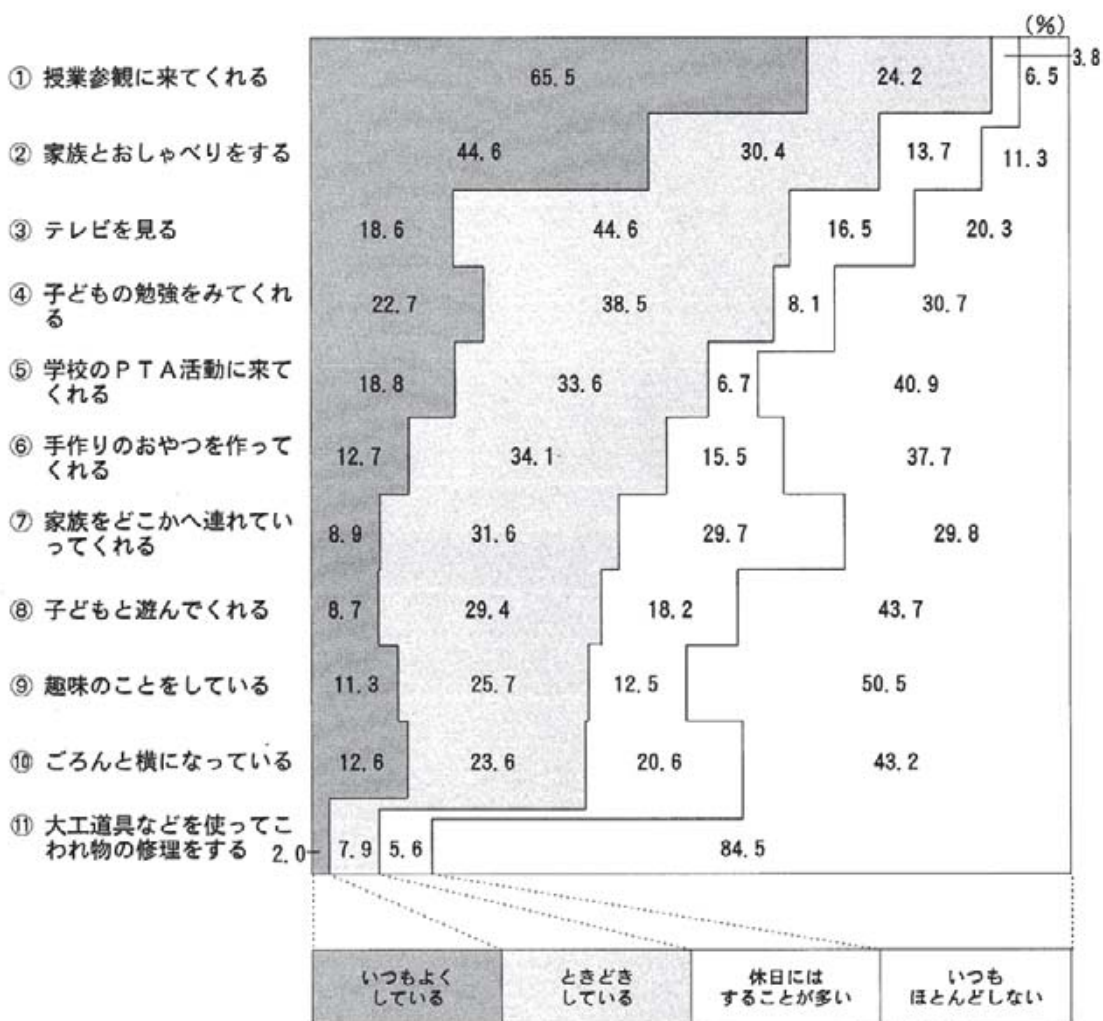 (%)
① 授業参観に来てくれる 65.5 24.2 3.8 6.5
② 家族とおしゃべりをする 44.6 30.4 13.7 11.3
③ テレビを見る 18.6 44.6 16.5 20.3
④ 子どもの勉強をみてくれ
る 22.7 38.5 8.1 30.7
⑤ 学校のPTA活動に来て
くれる 18.8 33.6 6.7 40.9
⑥ 手作りのおやつを作って
くれる 12.7 34.1 15.5 37.7
⑦ 家族をどこかへ連れてい
ってくれる 8.9 31.6 29.7 29.8
⑧ 子どもと遊んでくれる 8.7 29.4 18.2 43.7
⑨ 趣味のことをしている 11.3 25.7 12.5 50.5
⑩ ごろんと横になっている 12.6 23.6 20.6 43.2
⑪ 大工道具などを使ってこ
われ物の修理をする 2.0 7.9 5.6 84.5
いつもよく
している
ときどき
している
休日には
することが多い
いつも
ほとんどしない